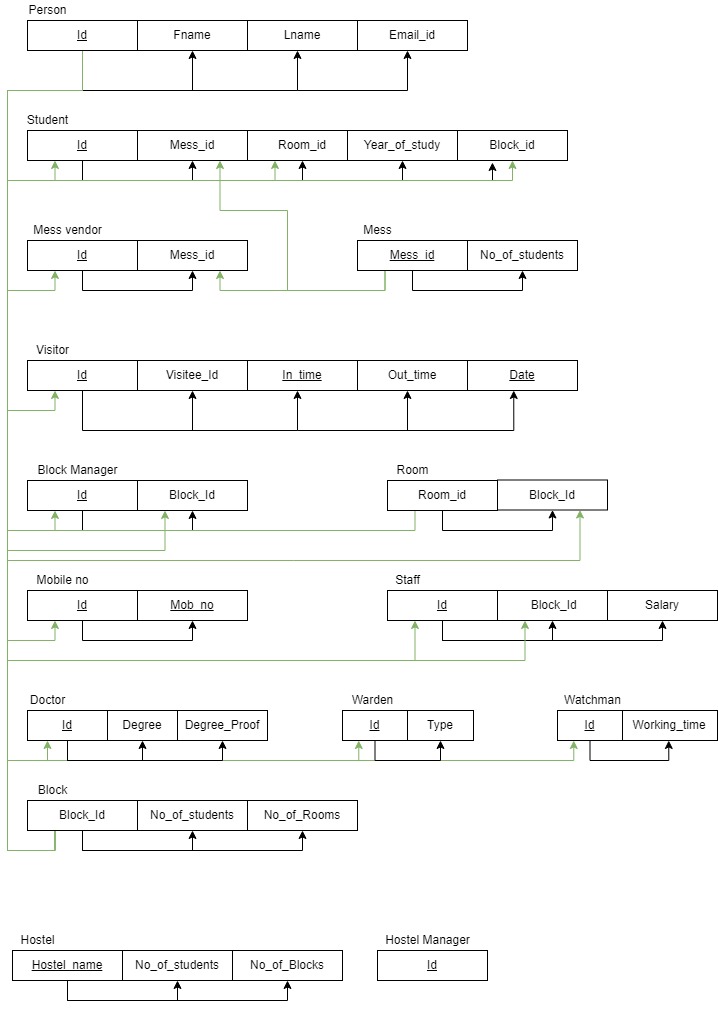 Person
Id Fname Lname Email_id
Student
Id Mess_id Room_id Year_of_study Block_id
Mess vendor Mess
Id Mess_id Mess_id No_of_students
Visitor
Id Visitee_Id In_time Out_time Date
Block Manager Room
Id Block_Id Room_id Block_Id
Mobile no Staff
Id Mob_no Id Block_Id Salary
Doctor Warden Watchman
Id Degree Degree_Proof Id Type Id Working_time
Block
Block_Id No_of_students No_of_Rooms
Hostel Hostel Manager
Hostel_name No_of_students No_of_Blocks Id